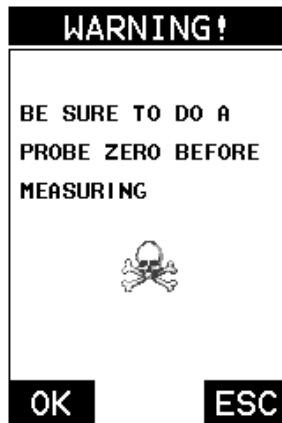 WARNING!
BE SURE TO DO A
PROBE ZERO BEFORE
MEASURING
OK ESC